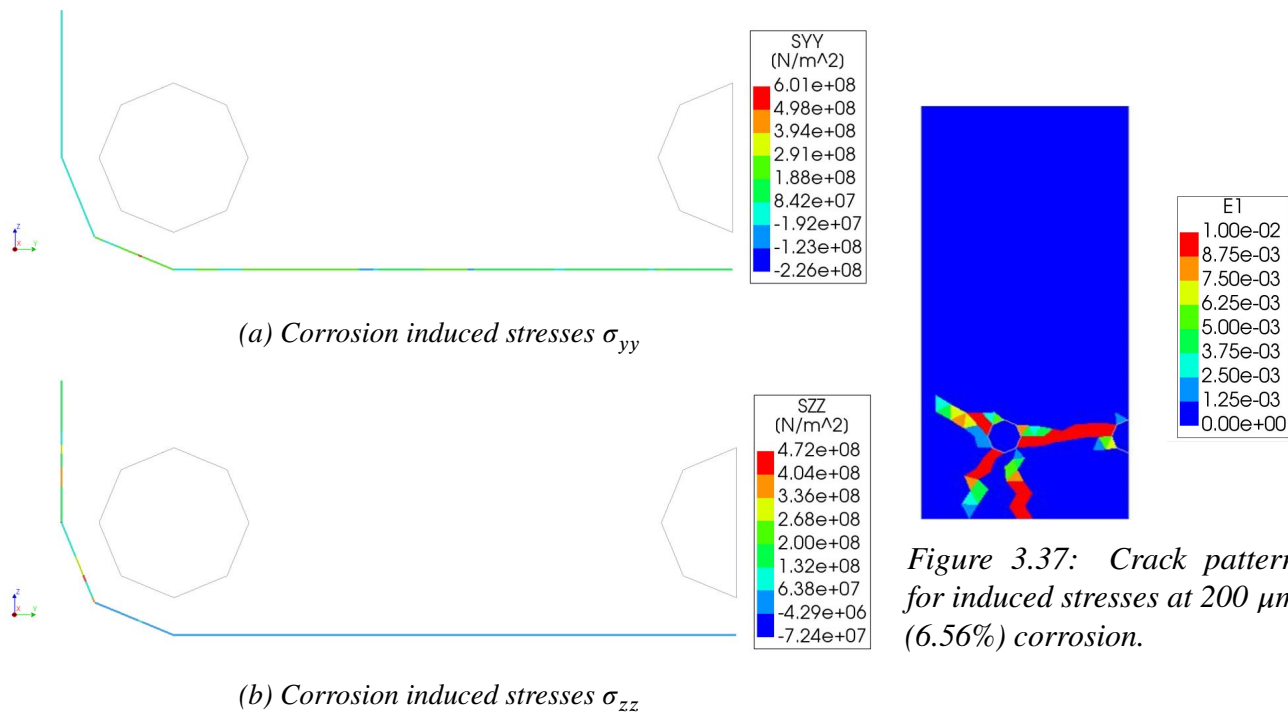 SYY
(N/m^2)
6.01e+08
4.98e+08
3.94e+08
2.91e+08
1.88e+08
8.42e+07
-1.92e+07
-1.23e+08
-2.26e+08
Z
X
Y
(a) Corrosion induced stresses σyy
SZZ
(N/m^2)
4.72e+08
4.04e+08
3.36e+08
2.68e+08
2.00e+08
1.32e+08
6.38e+07
-4.29e+06
-7.24e+07
Z
X
Y
(b) Corrosion induced stresses σzz
E1
1.00e-02
8.75e-03
7.50e-03
6.25e-03
5.00e-03
3.75e-03
2.50e-03
1.25e-03
0.00e+00
Figure 3.37: Crack pattern
for induced stresses at 200 μm
(6.56%) corrosion.